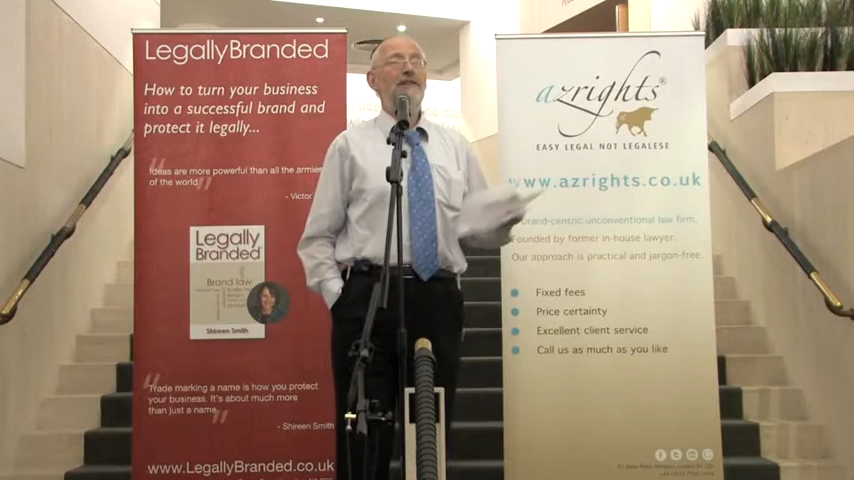 LegallyBranded
How to turn your business
into a successful brand and
protect it legally...
Ideas are more powerful than all the armies
of the world
- Victor
LEGALLY
BRANDED
Brand law
Shireen Smith
Trade marking a name is how you protect
your business. It's about much more
than just a name
- Shireen Smith
www.LegallyBranded.co.uk
azrights®
EASY LEGAL NOT LEGALESE
www.azrights.co.uk
brand-centric unconventional law firm.
Founded by former in-house lawyer.
Our approach is practical and jargon-free.
Fixed fees
Price certainty
Excellent client service
Call us as much as you like